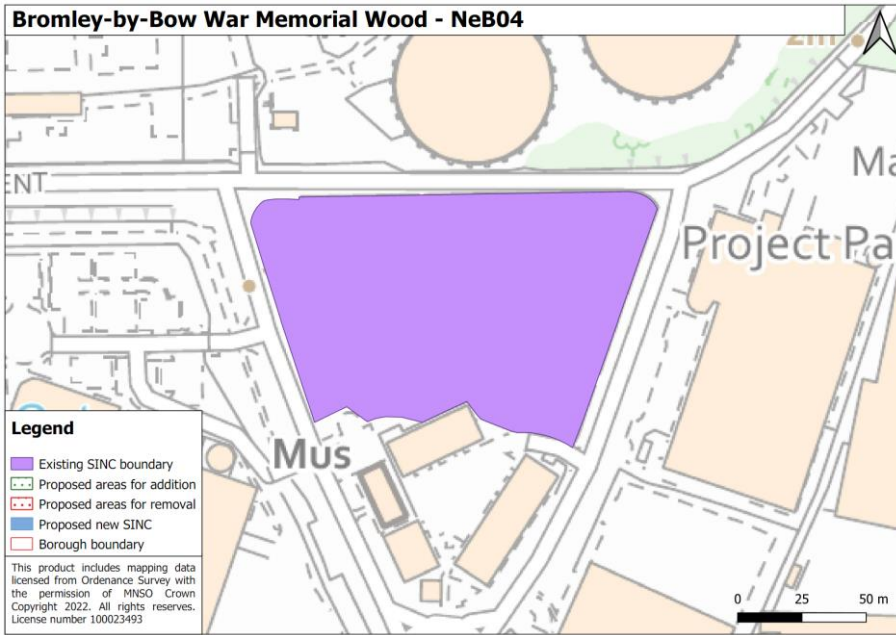 Bromley-by-Bow War Memorial Wood - NeB04
2m
ENT
Ma
Project Pa
Mus
Legend
Existing SINC boundary
Proposed areas for addition
Proposed areas for removal
Proposed new SINC
Borough boundary
This product includes mapping data
licensed from Ordnance Survey with
the permission of MNSO Crown
Copyright 2022. All rights reserves.
License number 100023493
0 25 50 m